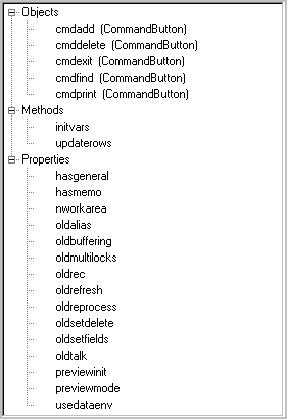 Objects
cmdadd (CommandButton)
cmddelete (CommandButton)
cmdexit (CommandButton)
cmdfind (CommandButton)
cmdprint (CommandButton)
Methods
initvars
updaterows
Properties
hasgeneral
hasmemo
nworkarea
oldalias
oldbuffering
oldmultilocks
oldrec
oldrefresh
oldreprocess
oldsetdelete
oldsetfields
oldtalk
previewinit
previewmode
usedataenv